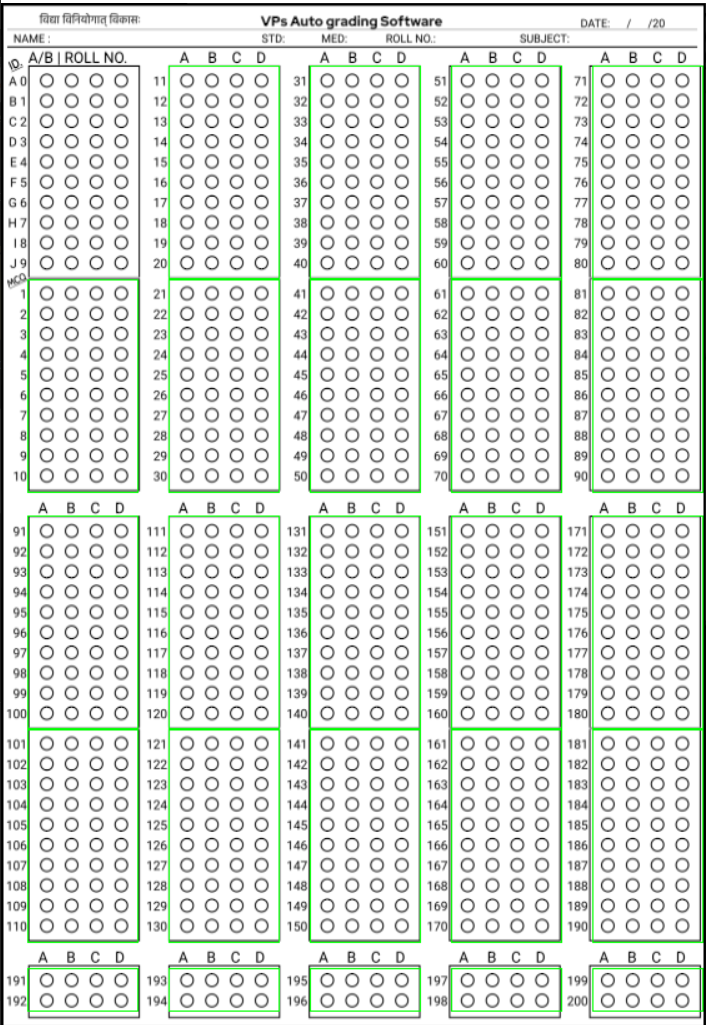 विद्या विनियोगात् विकासः VPs Auto grading Software DATE: / /20
NAME : STD: MED: ROLL NO.: SUBJECT:
ID. A/B | ROLL NO. A B C D A B C D A B C D A B C D
A 0 11 31 51 71
B 1 12 32 52 72
C 2 13 33 53 73
D 3 14 34 54 74
E 4 15 35 55 75
F 5 16 36 56 76
G 6 17 37 57 77
H 7 18 38 58 78
I 8 19 39 59 79
J 9 20 40 60 80
MCQ
1 21 41 61 81
2 22 42 62 82
3 23 43 63 83
4 24 44 64 84
5 25 45 65 85
6 26 46 66 86
7 27 47 67 87
8 28 48 68 88
9 29 49 69 89
10 30 50 70 90
A B C D A B C D A B C D A B C D A B C D
91 111 131 151 171
92 112 132 152 172
93 113 133 153 173
94 114 134 154 174
95 115 135 155 175
96 116 136 156 176
97 117 137 157 177
98 118 138 158 178
99 119 139 159 179
100 120 140 160 180
101 121 141 161 181
102 122 142 162 182
103 123 143 163 183
104 124 144 164 184
105 125 145 165 185
106 126 146 166 186
107 127 147 167 187
108 128 148 168 188
109 129 149 169 189
110 130 150 170 190
A B C D A B C D A B C D A B C D A B C D
191 193 195 197 199
192 194 196 198 200